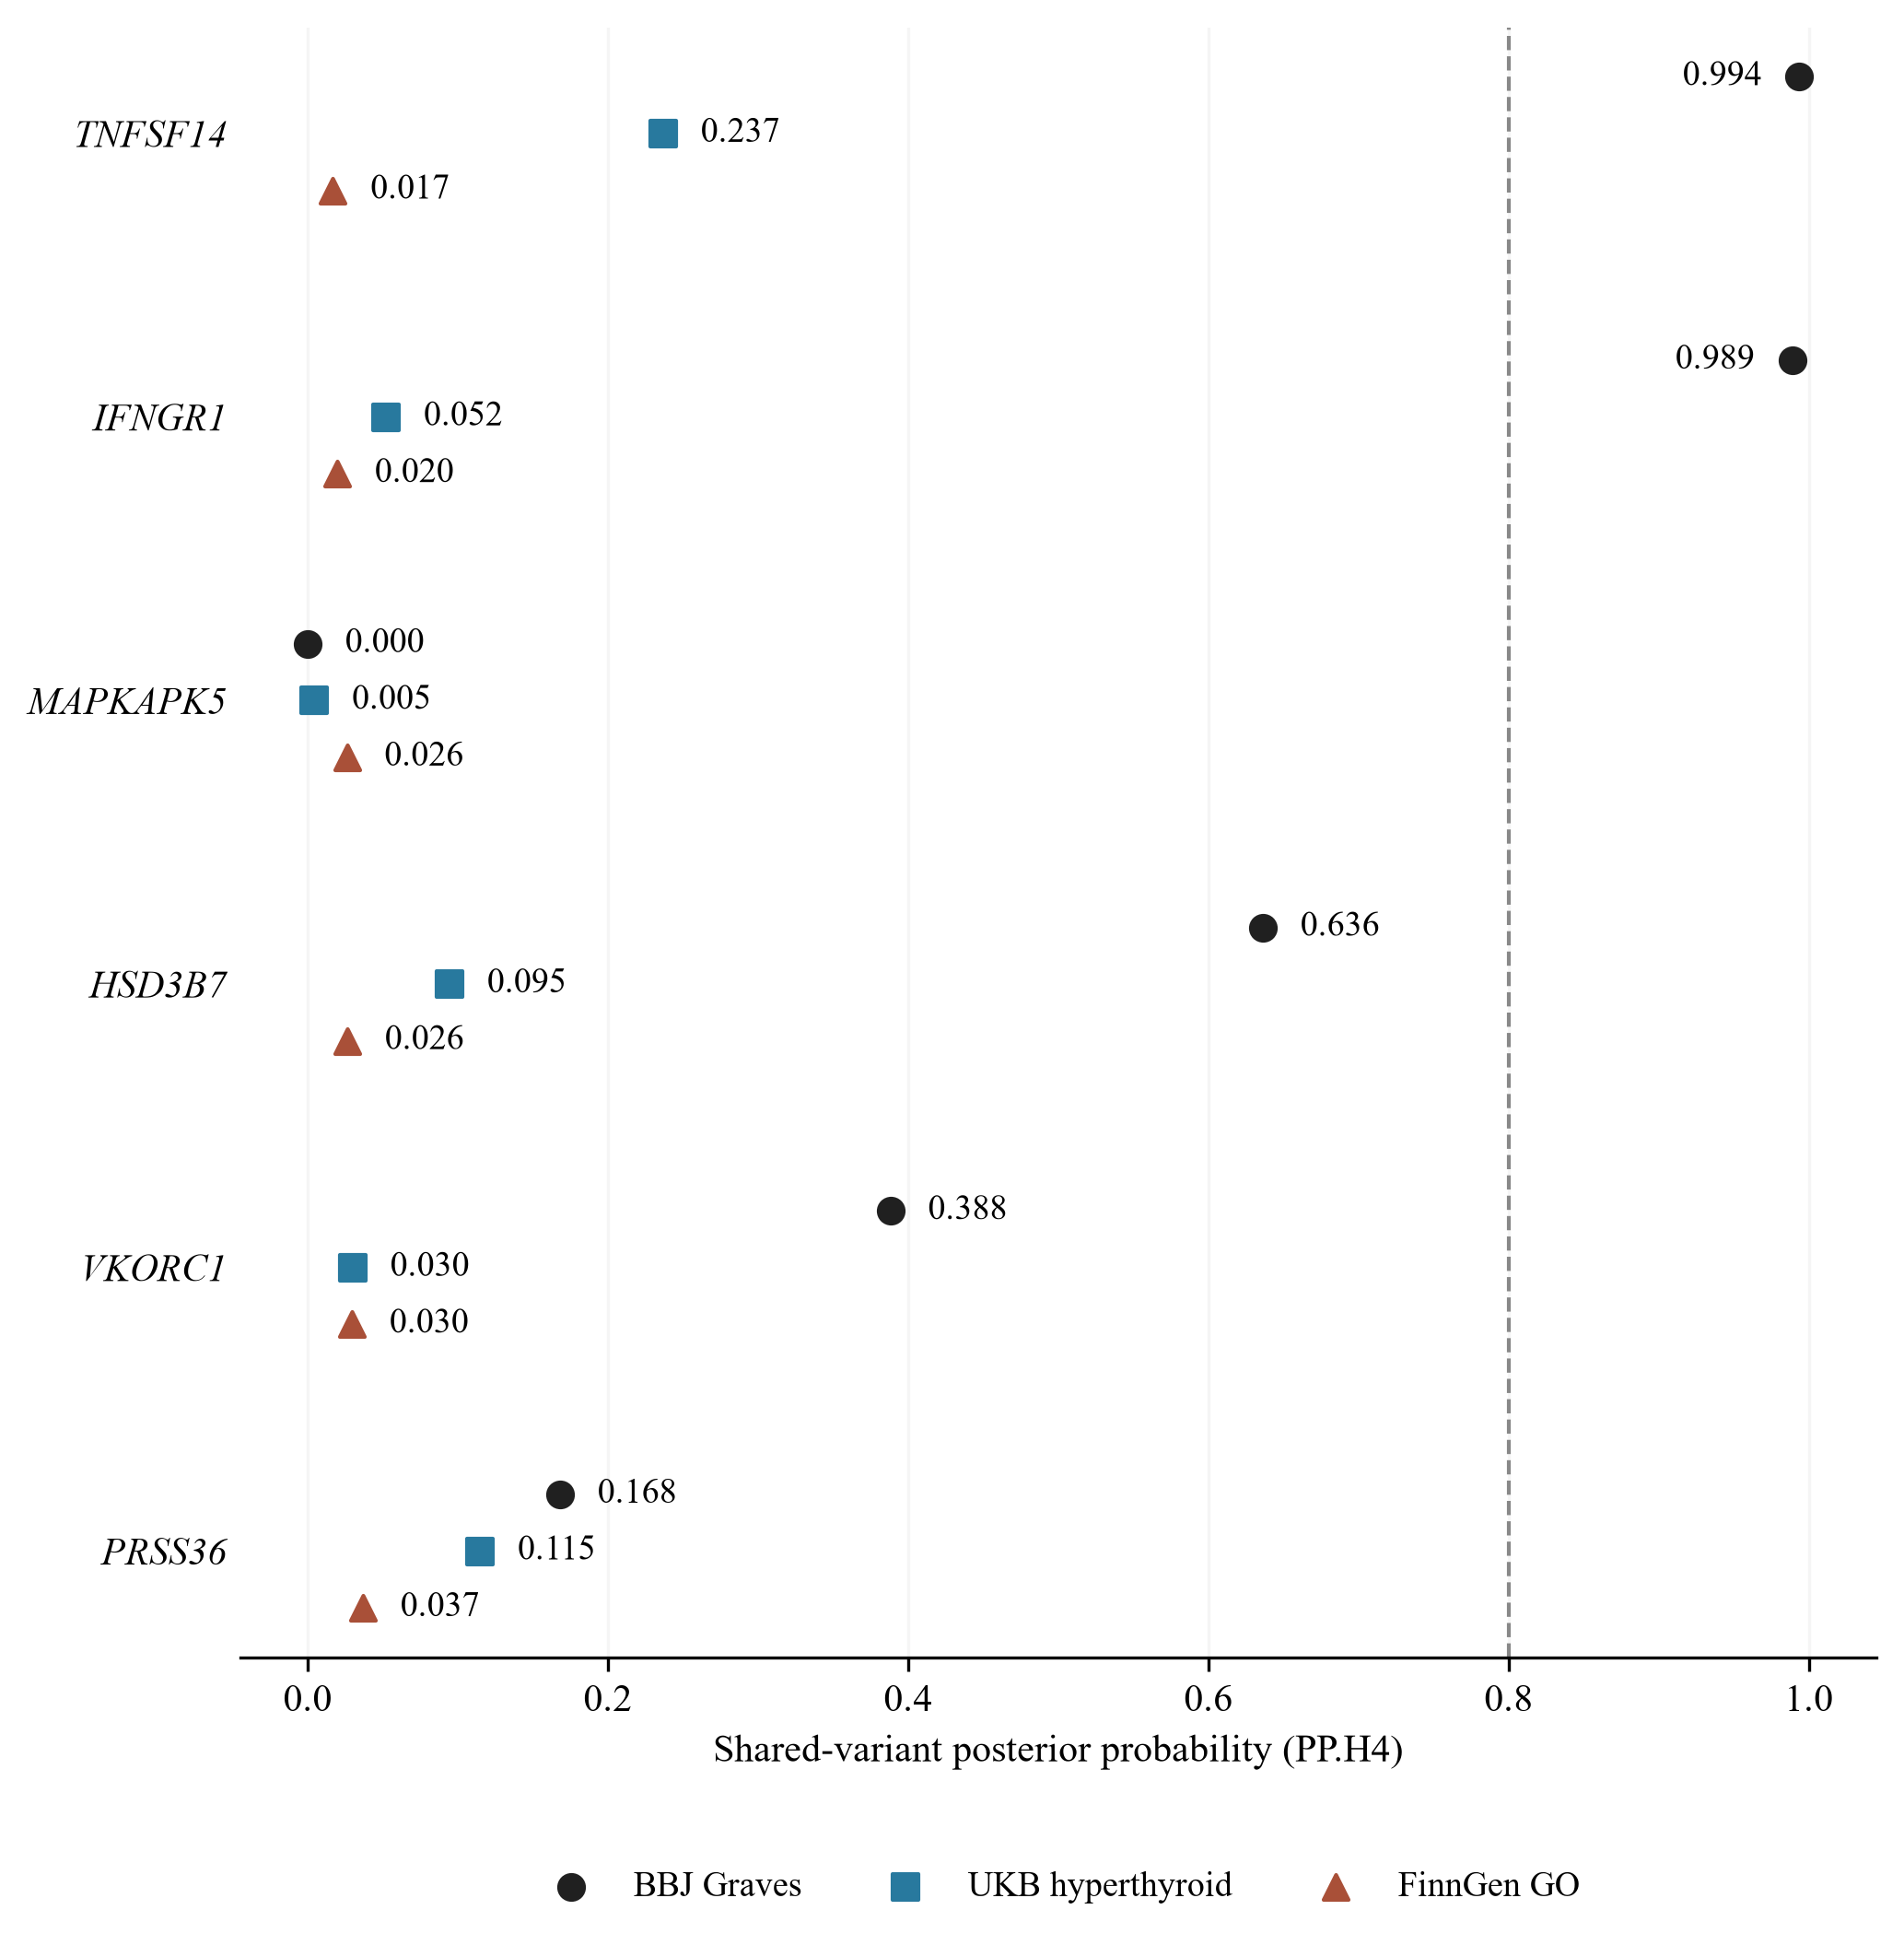 0.994
TNFSF14
0.237
0.017
0.989
IFNGR1
0.052
0.020
0.000
MAPKAPK5
0.005
0.026
0.636
HSD3B7
0.095
0.026
0.388
VKORC1
0.030
0.030
0.168
PRSS36
0.115
0.037
0.0 0.2 0.4 0.6 0.8 1.0
Shared-variant posterior probability (PP.H4)
BBJ Graves UKB hyperthyroid FinnGen GO